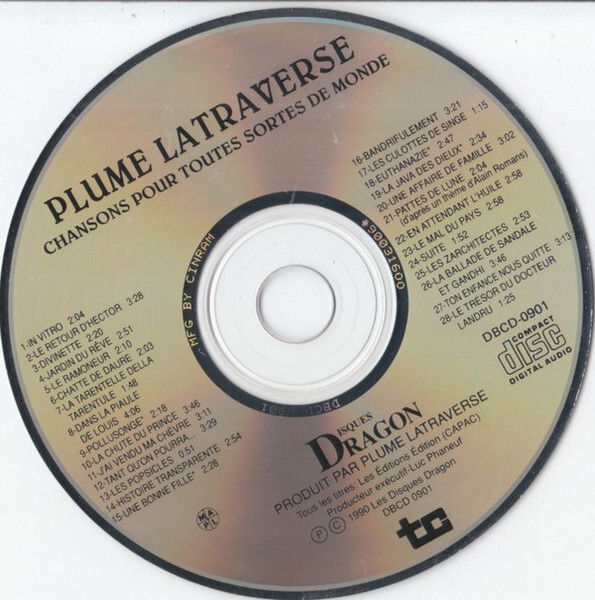 PLUME LATRAVERSE
CHANSONS POUR TOUTES SORTES DE MONDE
1-IN VITRO 2:04
2-LE RETOUR D'HECTOR 3:28
3-DIVINETTE 2:20
4-JARDIN DU RÊVE 2:51
5-LE RAMONEUR 2:10
6-CHATTE DE DAURE 2:03
7-LA TARENTELLE DELLA
TARENTULE 1:48
8-DANS LA PIAULE
DE LOUIS 4:06
9-POLLUSONGE 2:18
10-LA CHUTE DU PRINCE 3:46
11-J'AI VENDU MA CHÈVRE 3:11
12-TANT QU'ON POURRA... 3:29
13-LES POPSICLES 0:51
14-HISTOIRE TRANSPARENTE 2:54
15-UNE BONNE FILLE* 2:28
16-BANDRIFULEMENT 3:21
17-LES CULOTTES DE SINGE 1:15
18-EUTHANAZIE* 2:47
19-LA JAVA DES DIEUX* 2:34
20-UNE AFFAIRE DE FAMILLE 3:02
21-PATTES DE LUNE 2:04
(d'après un thème d'Alain Romans)
22-EN ATTENDANT L'HUILE 2:58
23-LE MAL DU PAYS 2:58
24-SUITE 1:52
25-LES ZARCHITECTES 2:53
26-LA BALLADE DE SANDALE
ET GANDHI 3:46
27-TON ENFANCE NOUS QUITTE 3:13
28-LE TRÉSOR DU DOCTEUR
LANDRU 1:25
DBCD-0901
COMPACT
disc
DIGITAL AUDIO
MFG BY CINRAM
#90031600
DISQUES
DRAGON
PRODUIT PAR PLUME LATRAVERSE
Tous les titres: Les Éditions Édition (CAPAC)
Producteur exécutif-Luc Phaneuf
Ⓟ Ⓒ 1990 Les Disques Dragon
DBCD 0901
MAPL
tc